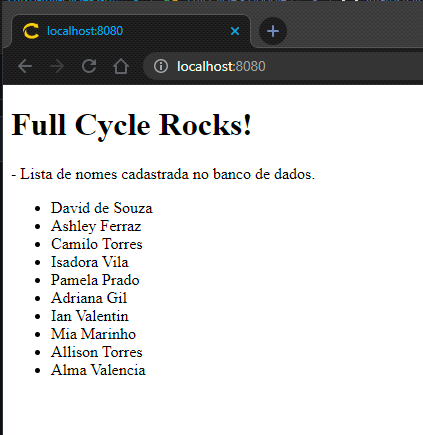 localhost:8080
localhost:8080
Full Cycle Rocks!
- Lista de nomes cadastrada no banco de dados.
• David de Souza
• Ashley Ferraz
• Camilo Torres
• Isadora Vila
• Pamela Prado
• Adriana Gil
• Ian Valentin
• Mia Marinho
• Allison Torres
• Alma Valencia